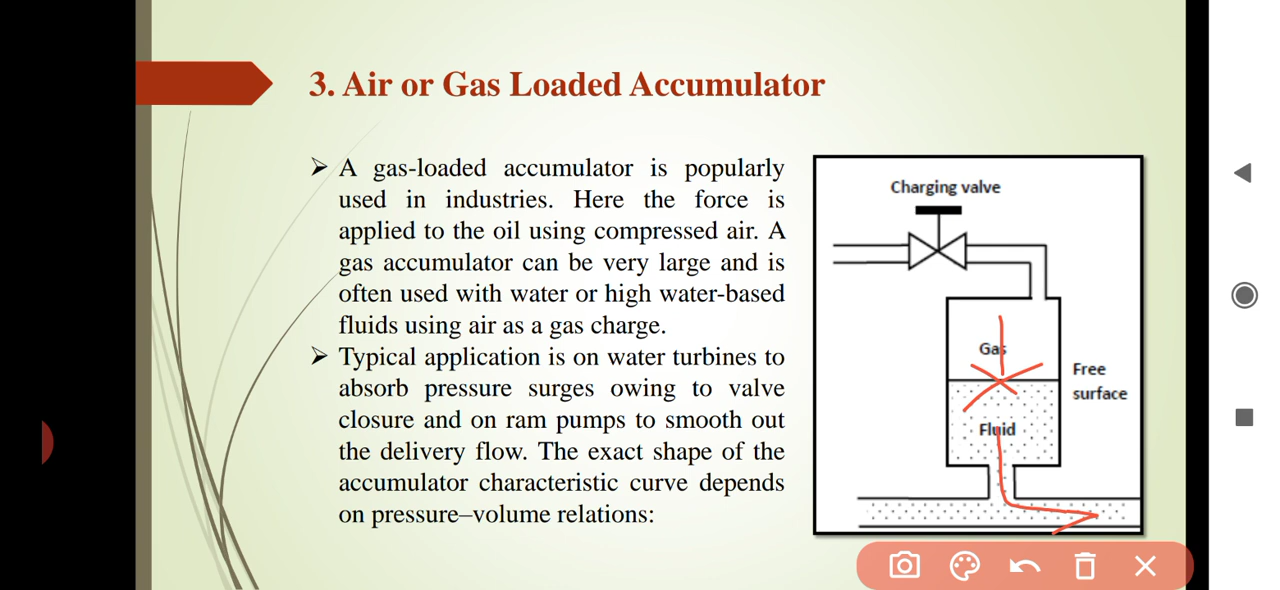 3. Air or Gas Loaded Accumulator
➢ A gas-loaded accumulator is popularly
used in industries. Here the force is
applied to the oil using compressed air. A
gas accumulator can be very large and is
often used with water or high water-based
fluids using air as a gas charge.
➢ Typical application is on water turbines to
absorb pressure surges owing to valve
closure and on ram pumps to smooth out
the delivery flow. The exact shape of the
accumulator characteristic curve depends
on pressure–volume relations:
Charging valve
Gas
Free
surface
Fluid